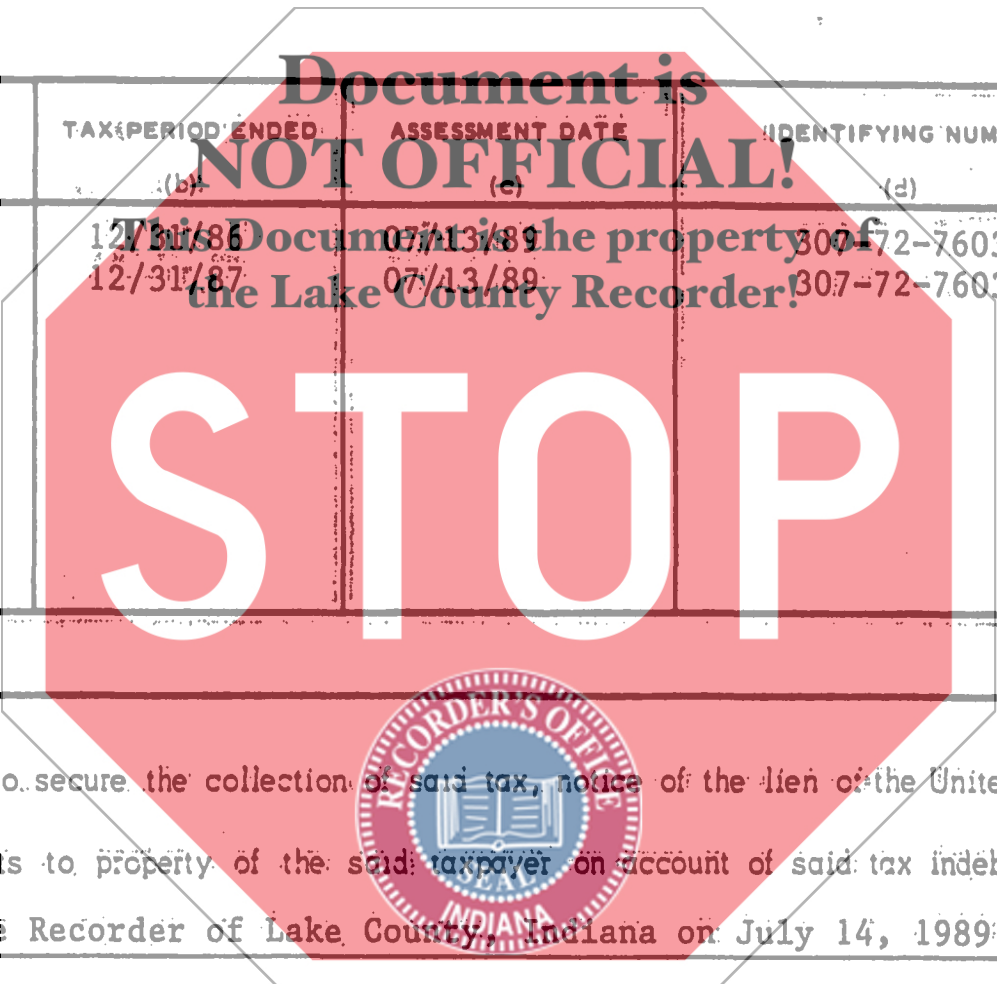 Document is
TAX PERIOD ENDED ASSESSMENT DATE IDENTIFYING NUM
NOT OFFICIAL!
(b) (c) (d)
This Document is the property of
12/31/86 07/13/89 307-72-760
12/31/87 07/13/89 307-72-760
the Lake County Recorder!
STOP
RECORDER'S OFFICE
SEAL
INDIANA
o secure the collection of said tax, notice of the lien of the Unite
s to property of the said taxpayer on account of said tax indeb
Recorder of Lake County, Indiana on July 14, 1989